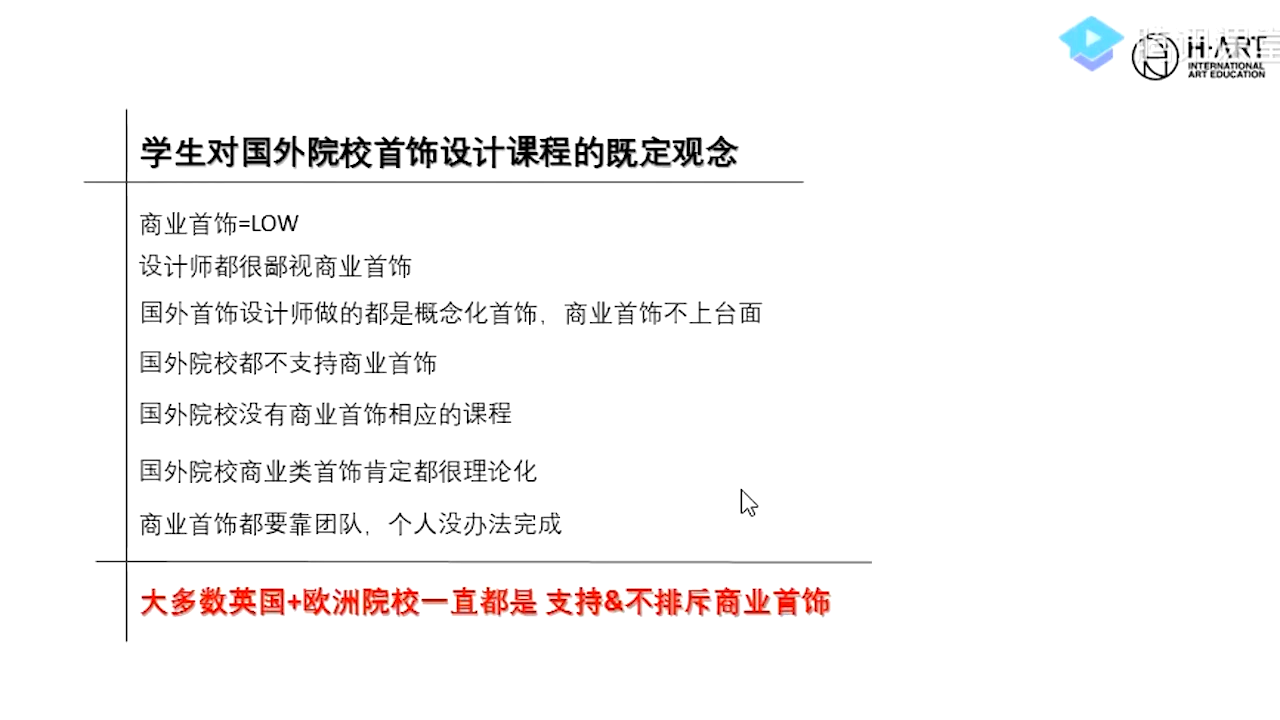 腾讯课堂
H·ART
INTERNATIONAL
ART EDUCATION
学生对国外院校首饰设计课程的既定观念
商业首饰=LOW
设计师都很鄙视商业首饰
国外首饰设计师做的都是概念化首饰，商业首饰不上台面
国外院校都不支持商业首饰
国外院校没有商业首饰相应的课程
国外院校商业类首饰肯定都很理论化
商业首饰都要靠团队，个人没办法完成
大多数英国+欧洲院校一直都是 支持&不排斥商业首饰